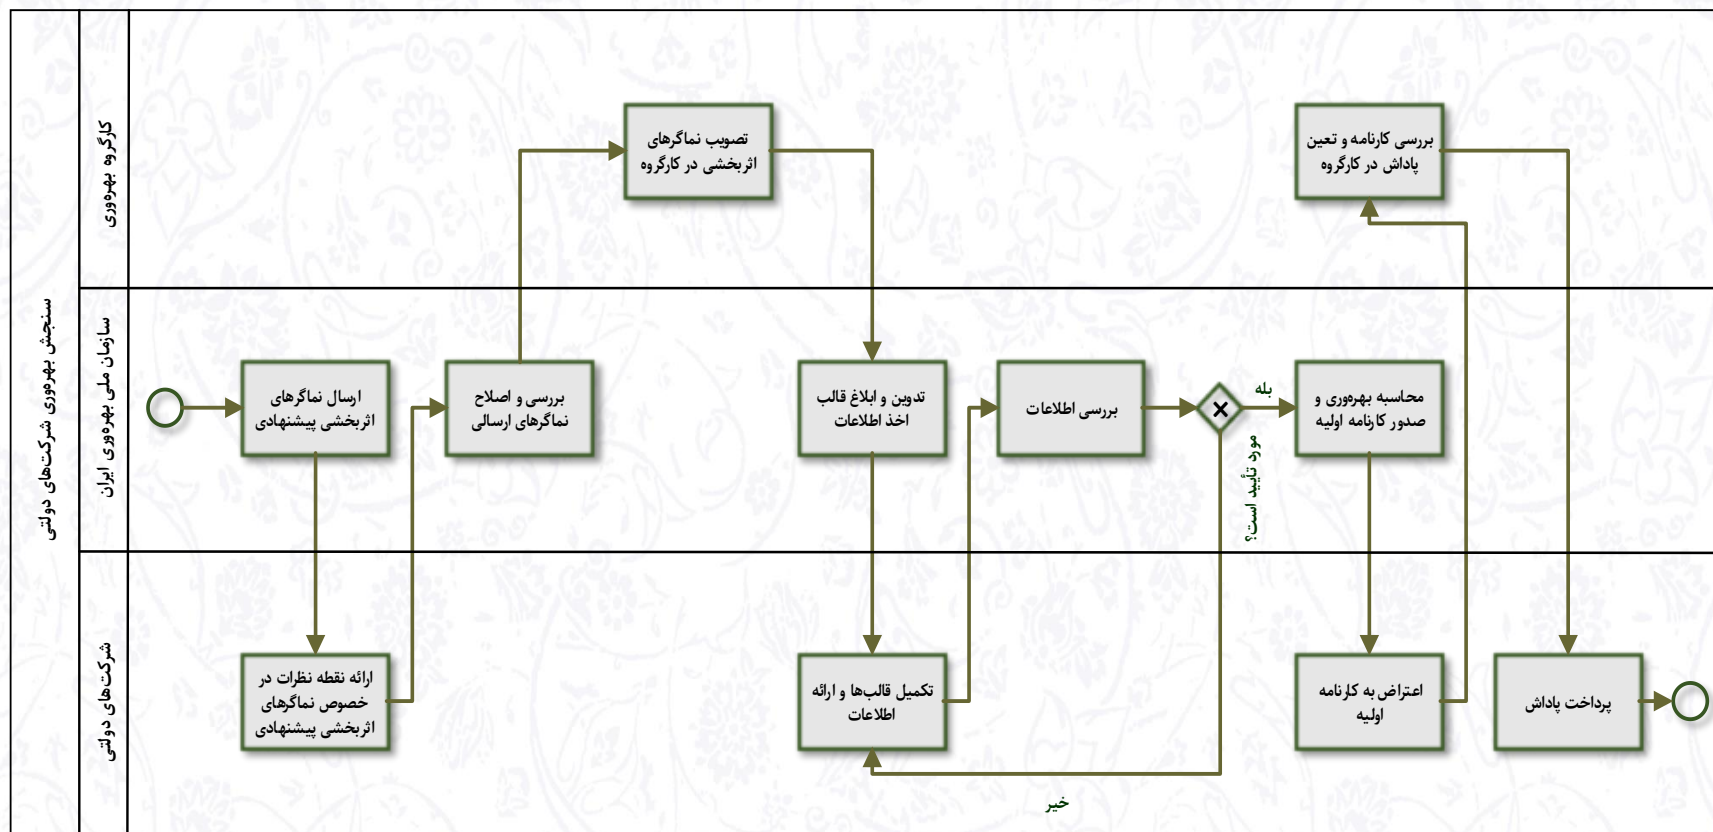 سنجش بهره‌وری شرکت‌های دولتی
کارگروه بهره‌وری
تصویب نماگرهای
اثربخشی در کارگروه
بررسی کارنامه و تعین
پاداش در کارگروه
سازمان ملی بهره‌وری ایران
ارسال نماگرهای
اثربخشی پیشنهادی
بررسی و اصلاح
نماگرهای ارسالی
تدوین و ابلاغ قالب
اخذ اطلاعات
بررسی اطلاعات
بله
مورد تأیید است؟
محاسبه بهره‌وری و
صدور کارنامه اولیه
شرکت‌های دولتی
ارائه نقطه نظرات در
خصوص نماگرهای
اثربخشی پیشنهادی
تکمیل قالب‌ها و ارائه
اطلاعات
خیر
اعتراض به کارنامه
اولیه
پرداخت پاداش